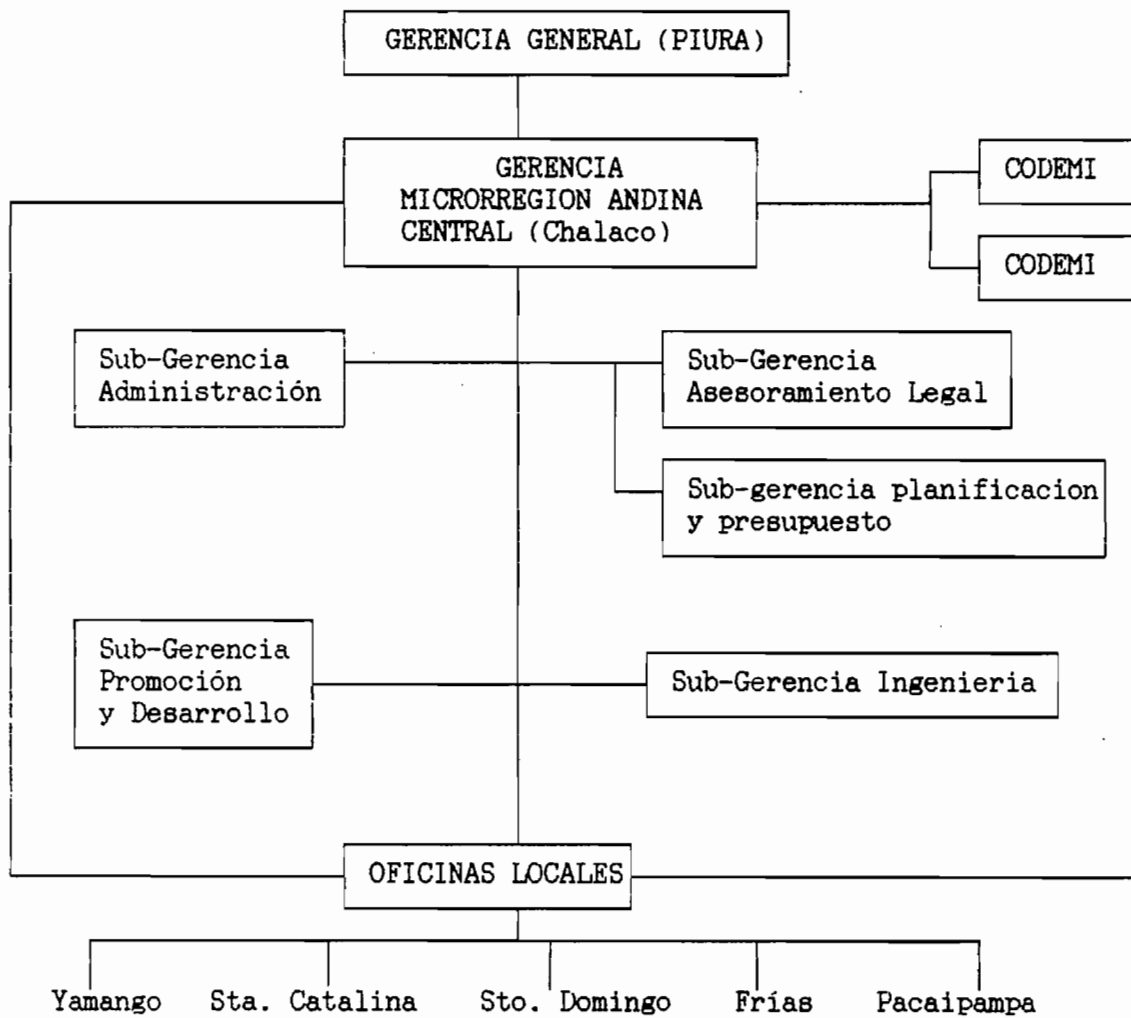 GERENCIA GENERAL (PIURA)
GERENCIA
MICRORREGION ANDINA
CENTRAL (Chalaco)
CODEMI
CODEMI
Sub-Gerencia
Administración
Sub-Gerencia
Asesoramiento Legal
Sub-gerencia planificacion
y presupuesto
Sub-Gerencia
Promoción
y Desarrollo
Sub-Gerencia Ingenieria
OFICINAS LOCALES
Yamango
Sta. Catalina
Sto. Domingo
Frías
Pacaipampa